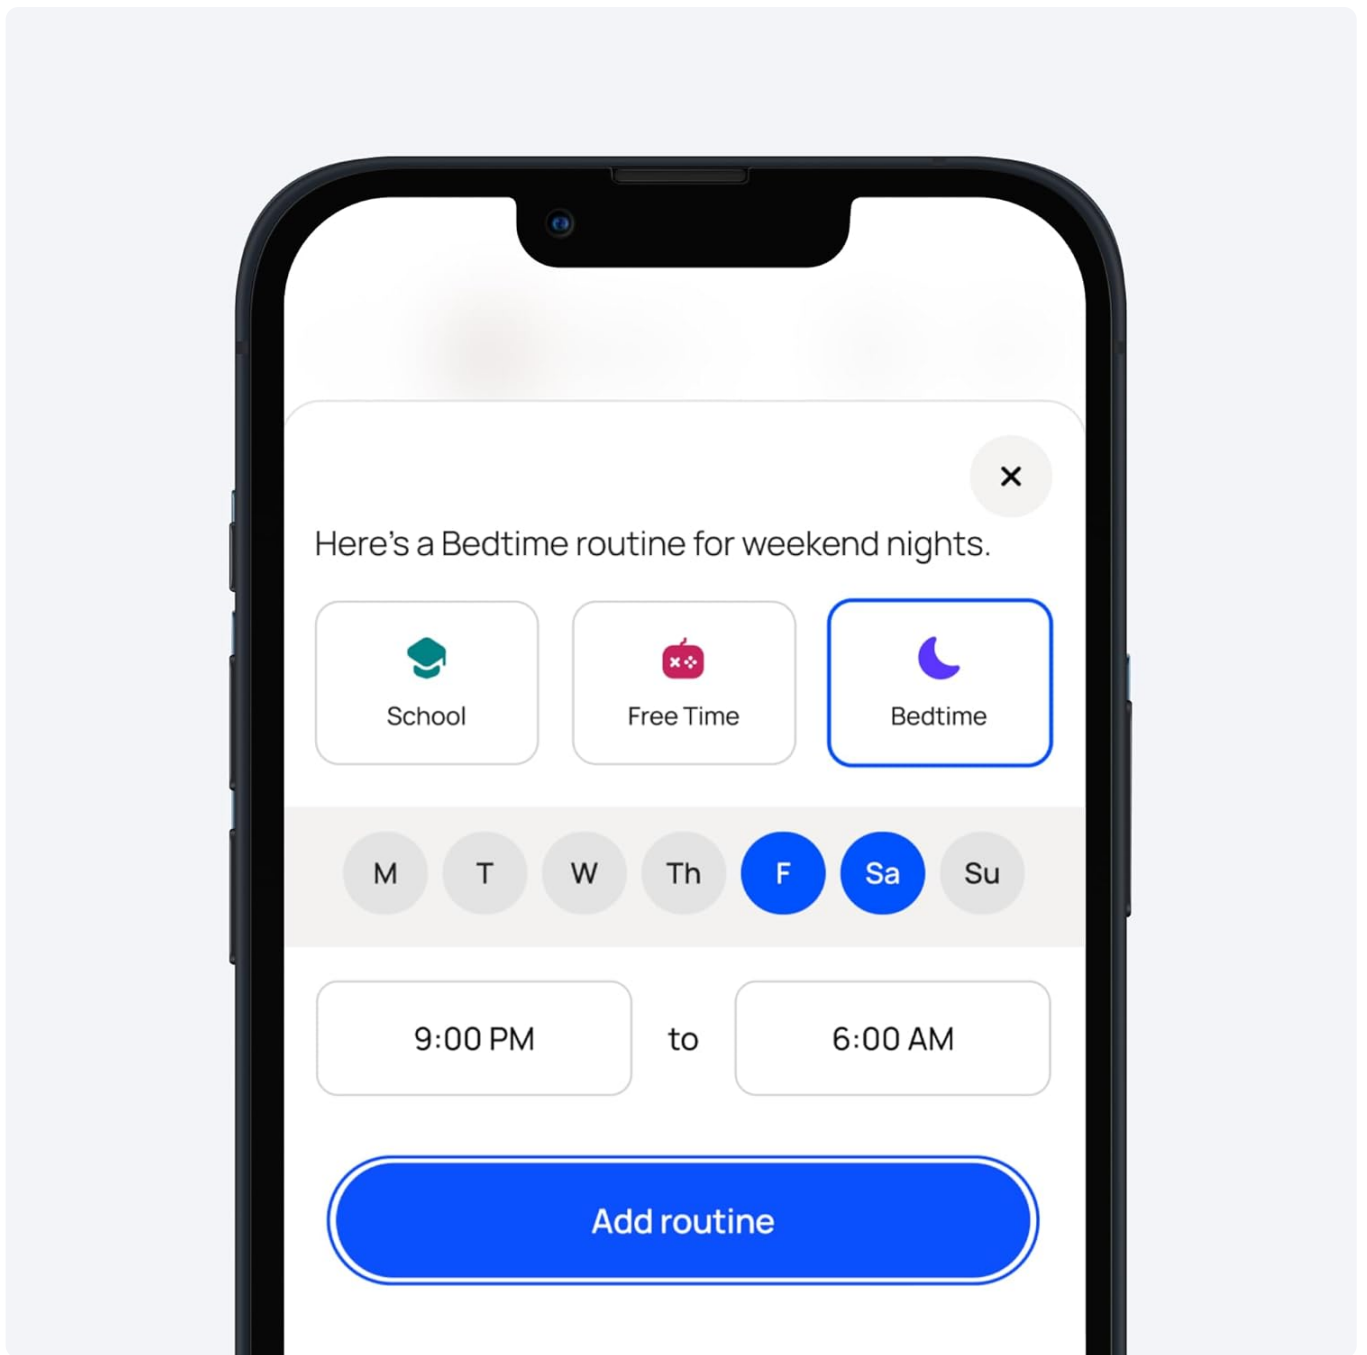 Here's a Bedtime routine for weekend nights.
School Free Time Bedtime
M T W Th F Sa Su
9:00 PM to 6:00 AM
Add routine